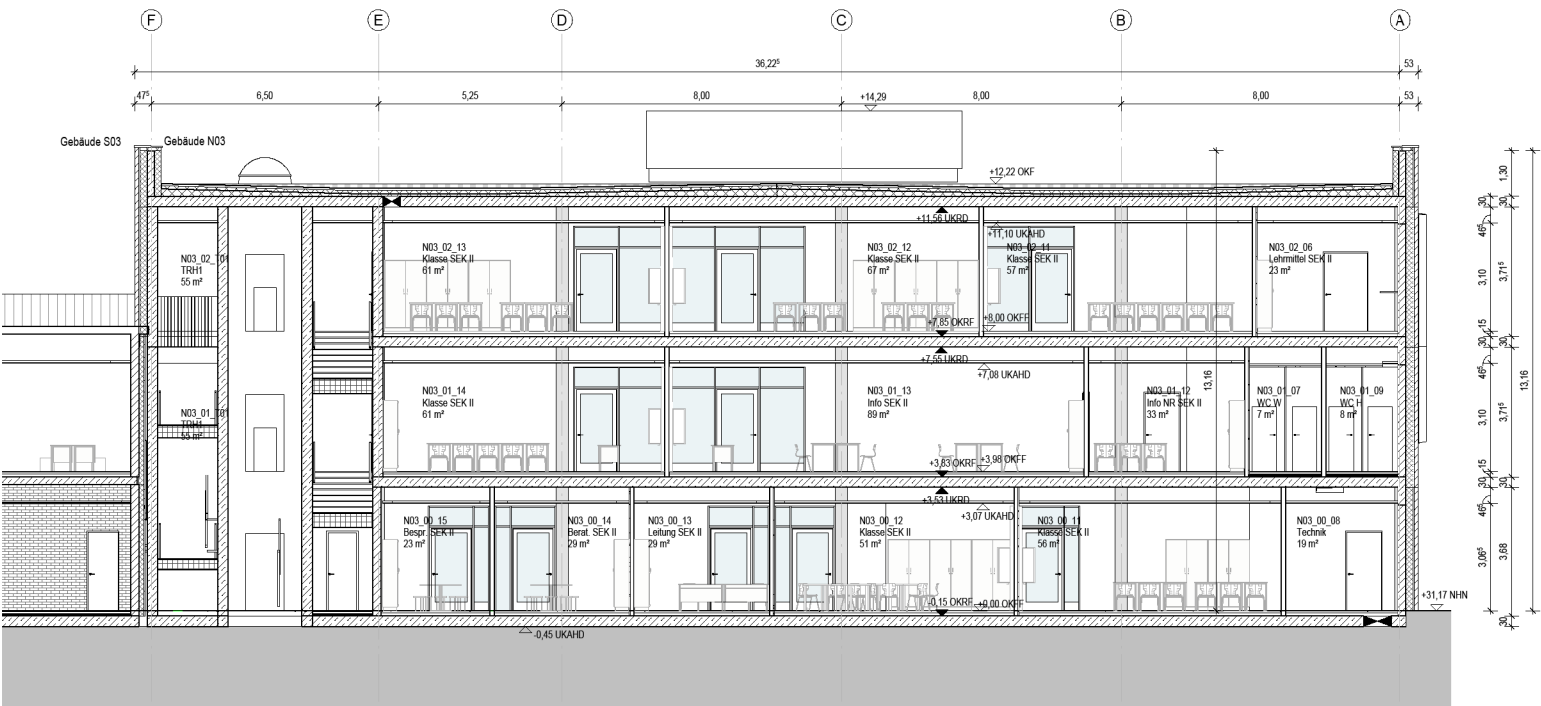 F E D C B A
36,22⁵ 53
47⁵ 6,50 5,25 8,00 8,00 8,00 53
+14,29
Gebäude S03 Gebäude N03
+12,22 OKF
+11,56 UKRD
+11,10 UKAHD
N03_02_T01
TRH1
55 m²
N03_02_13
Klasse SEK II
61 m²
N03_02_12
Klasse SEK II
67 m²
N03_02_11
Klasse SEK II
57 m²
N03_02_06
Lehrmittel SEK II
23 m²
+7,85 OKRF
+8,00 OKFF
+7,55 UKRD
+7,08 UKAHD
N03_01_T01
TRH1
55 m²
N03_01_14
Klasse SEK II
61 m²
N03_01_13
Info SEK II
89 m²
N03_01_12
Info NR SEK II
33 m²
N03_01_07
WC W
7 m²
N03_01_09
WC H
8 m²
+3,83 OKRF
+3,98 OKFF
+3,53 UKRD
+3,07 UKAHD
N03_00_15
Bespr. SEK II
23 m²
N03_00_14
Berat. SEK II
29 m²
N03_00_13
Leitung SEK II
29 m²
N03_00_12
Klasse SEK II
51 m²
N03_00_11
Klasse SEK II
56 m²
N03_00_08
Technik
19 m²
-0,15 OKRF
+0,00 OKFF
-0,45 UKAHD
+31,17 NHN
13,16
30
46⁵
3,10
15
30
46⁵
3,10
15
30
46⁵
3,06⁵
30
1,30
30
3,71⁵
30
3,71⁵
30
3,68
13,16